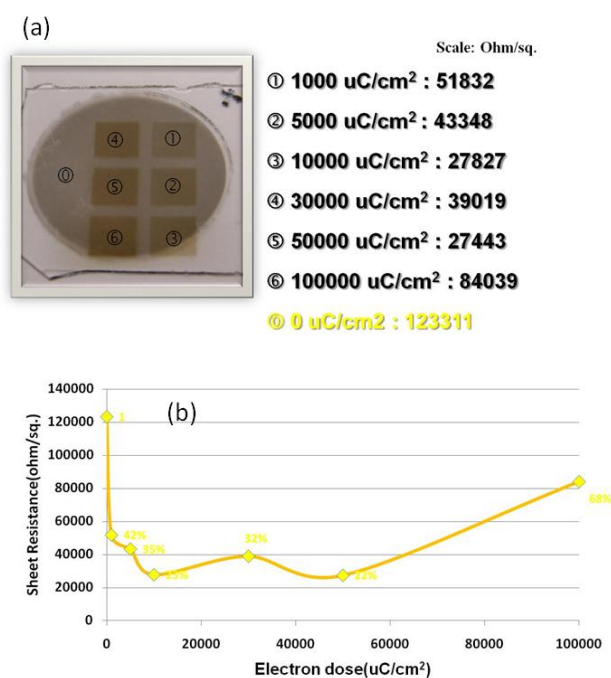 (a)
Scale: Ohm/sq.
① 1000 uC/cm² : 51832
② 5000 uC/cm² : 43348
③ 10000 uC/cm² : 27827
④ 30000 uC/cm² : 39019
⑤ 50000 uC/cm² : 27443
⑥ 100000 uC/cm² : 84039
⓪ 0 uC/cm2 : 123311
④ ①
⓪
⑤ ②
⑥ ③
(b)
Sheet Resistance(ohm/sq.)
140000
120000
100000
80000
60000
40000
20000
0
1
42%
35%
32%
22%
68%
0 20000 40000 60000 80000 100000
Electron dose(uC/cm²)